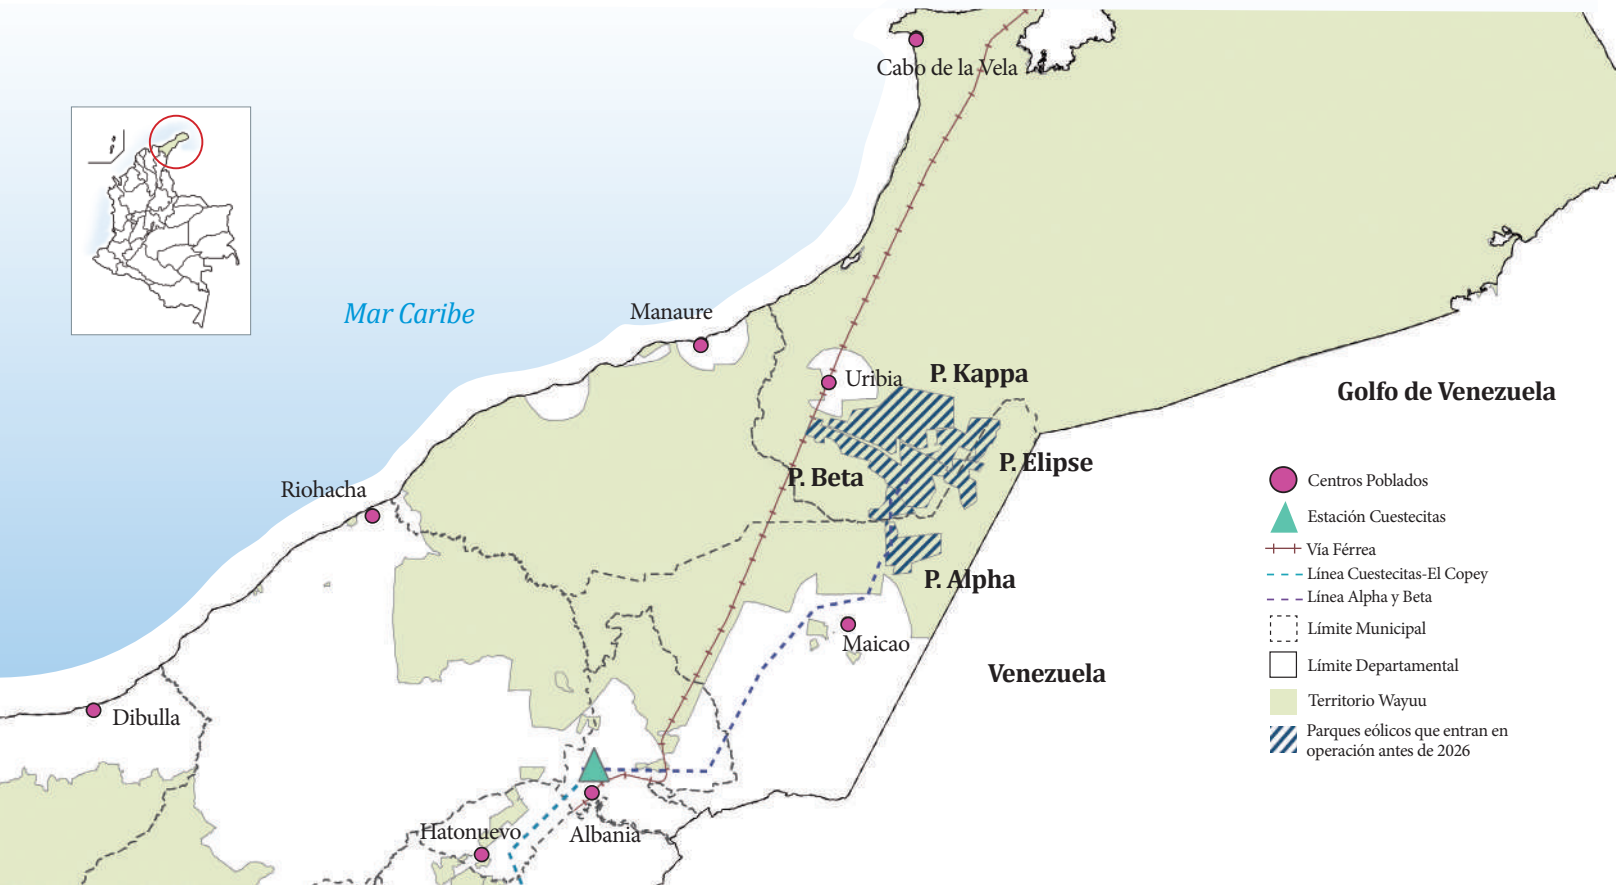 Cabo de la Vela
Mar Caribe
Manaure
Uribia
P. Kappa
Golfo de Venezuela
P. Beta
P. Elipse
Riohacha
P. Alpha
Maicao
Venezuela
Dibulla
Hatonuevo
Albania
Centros Poblados
Estación Cuestecitas
Vía Férrea
Línea Cuestecitas-El Copey
Línea Alpha y Beta
Límite Municipal
Límite Departamental
Territorio Wayuu
Parques eólicos que entran en
operación antes de 2026